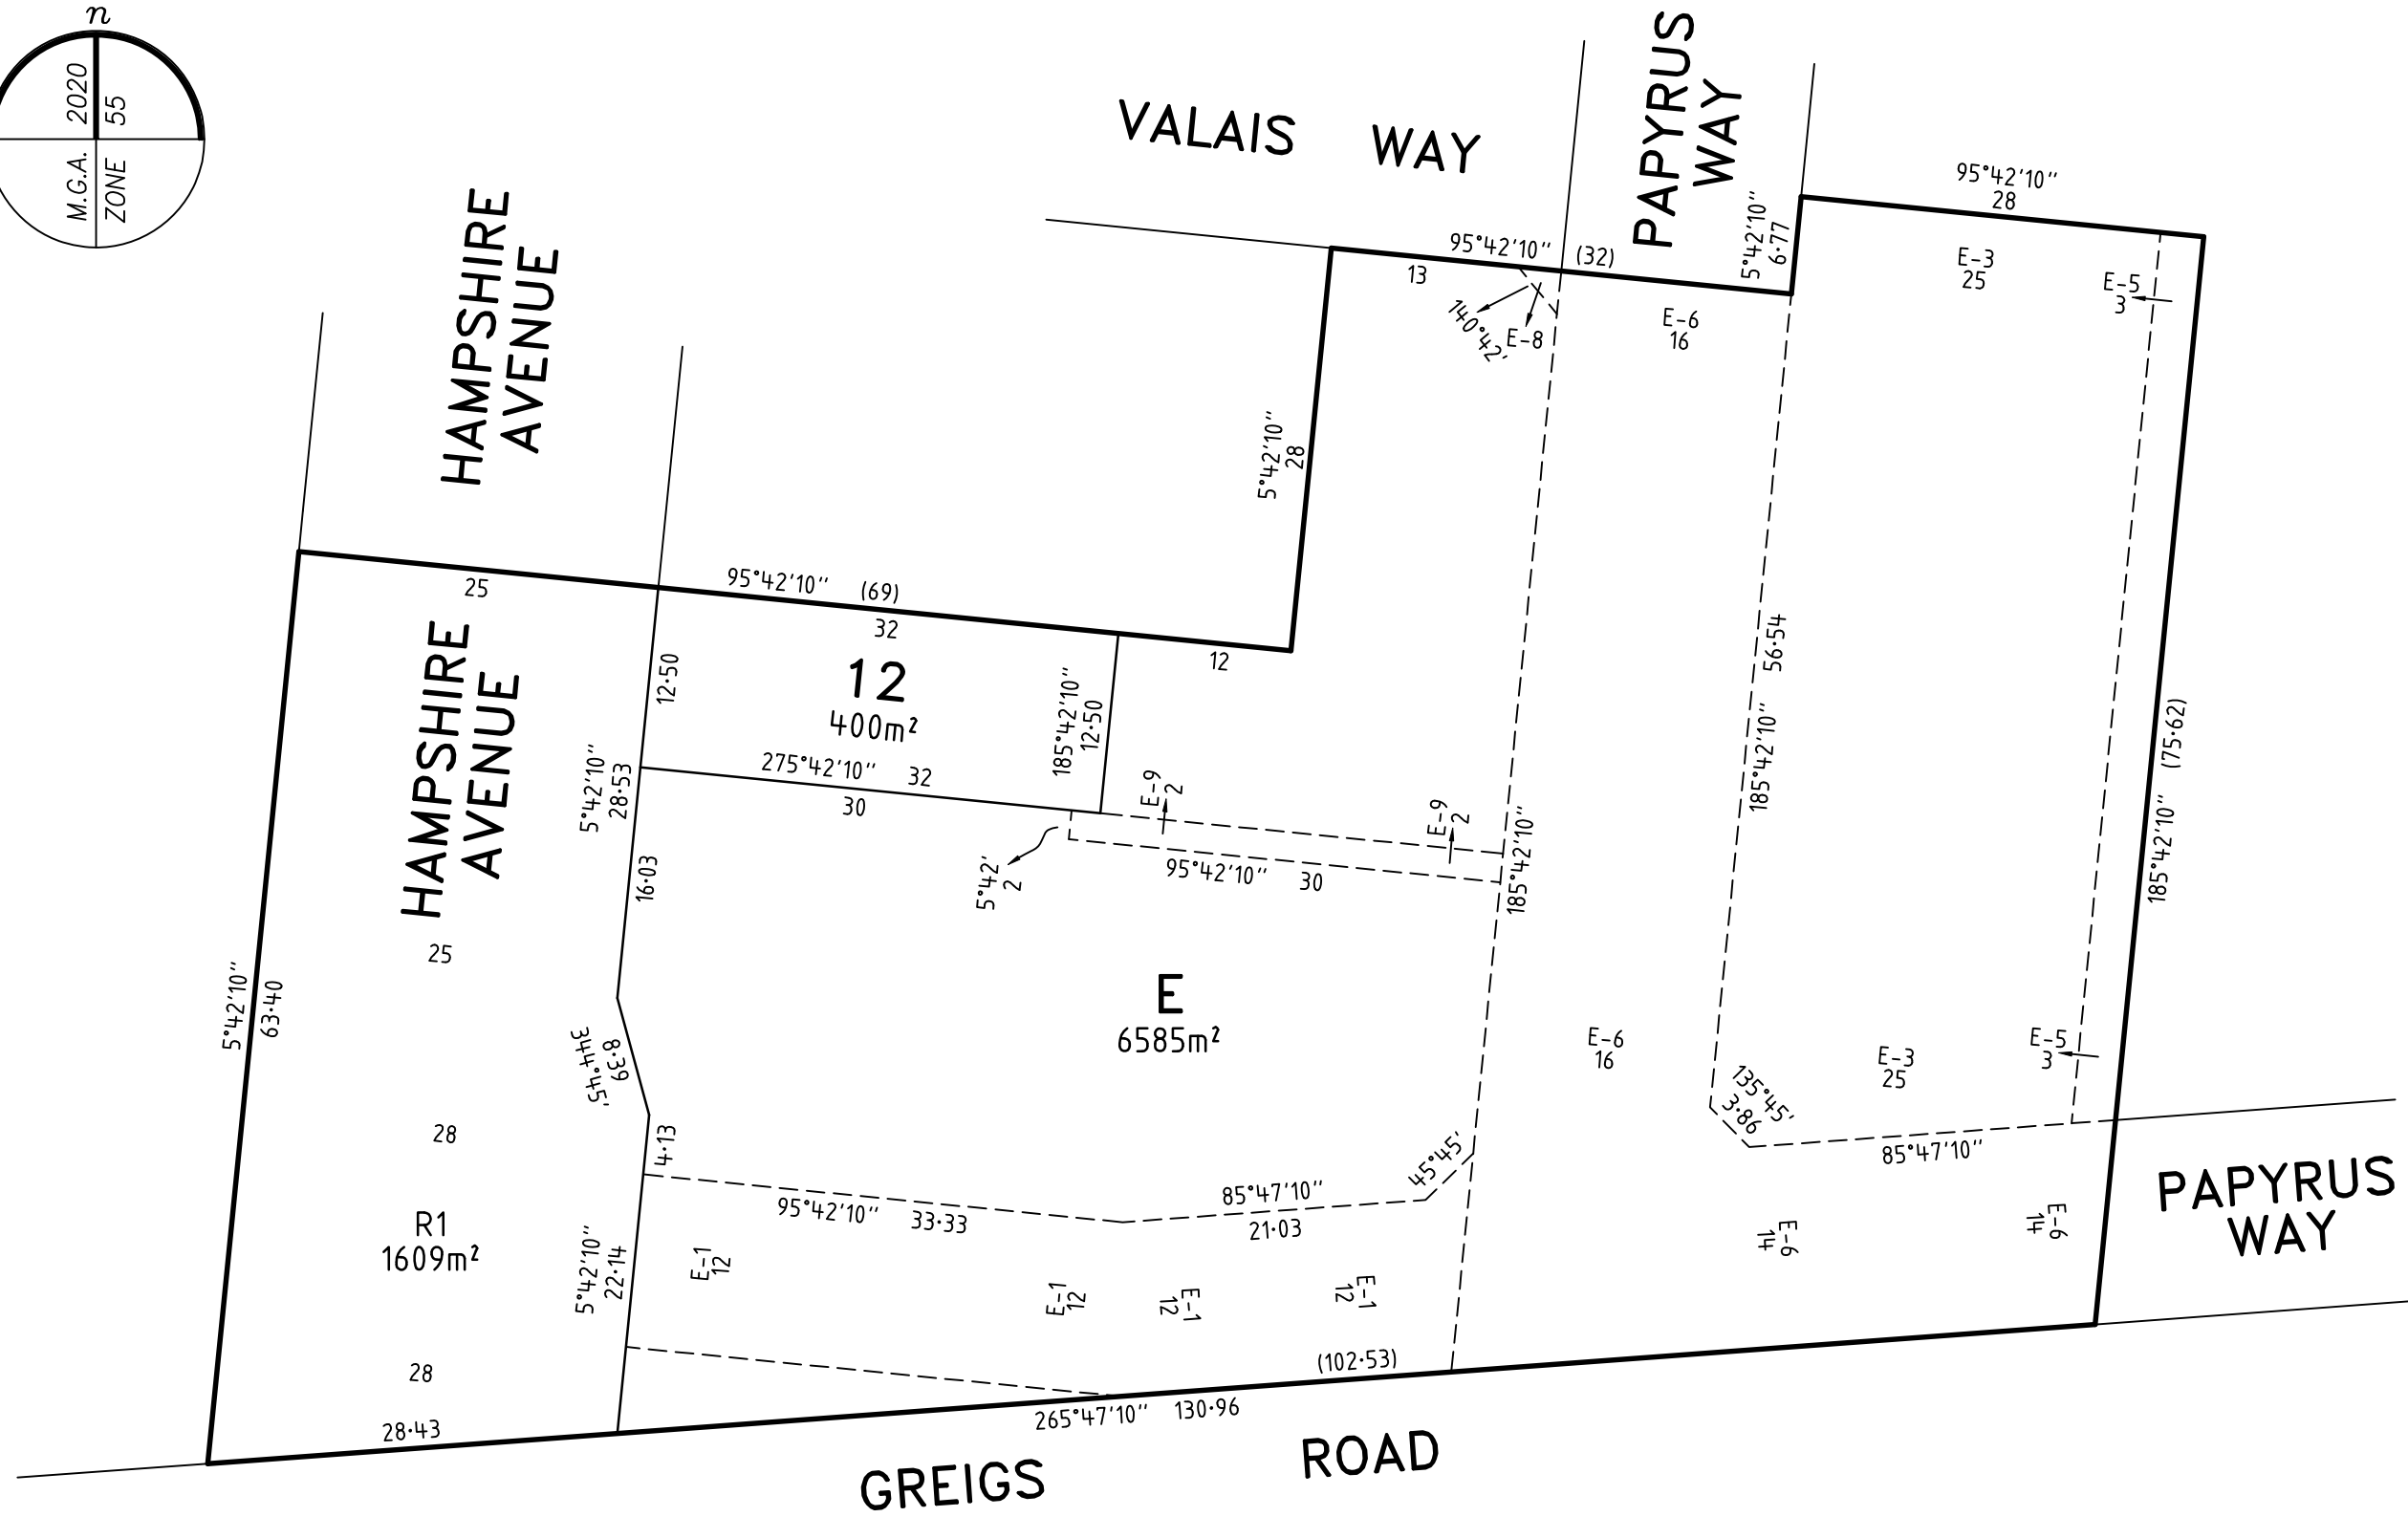 n
M.G.A. 2020
ZONE 55
HAMPSHIRE
AVENUE
VALAIS WAY
PAPYRUS
WAY
95°42'10"
28
5°42'10"
6·77
95°42'10" (32)
13
140°42'
E-8
E-6
16
E-3
25
E-5
3
5°42'10"
28
25
95°42'10" (69)
32
12
12
400m²
12·50
185°42'10"
12·50
275°42'10" 32
30
5°42'10"
28·53
16·03
HAMPSHIRE
AVENUE
25
5°42'10"
63·40
E-9
2
E-9
2
5°42'
2
95°42'10" 30
185°42'10"
185°42'10" 56·54
185°42'10" (75·62)
E
6585m²
E-6
16
E-3
25
E-5
3
135°45'
3·86
85°47'10"
344°45'
8·39
4·13
28
R1
1609m²
5°42'10"
22·14
28
28·43
95°42'10" 33·33
85°47'10"
21·03
45°45'
E-1
12
E-1
12
E-1
12
E-1
12
E-6
14
E-6
14
PAPYRUS
WAY
(102·53)
265°47'10" 130·96
GREIGS ROAD